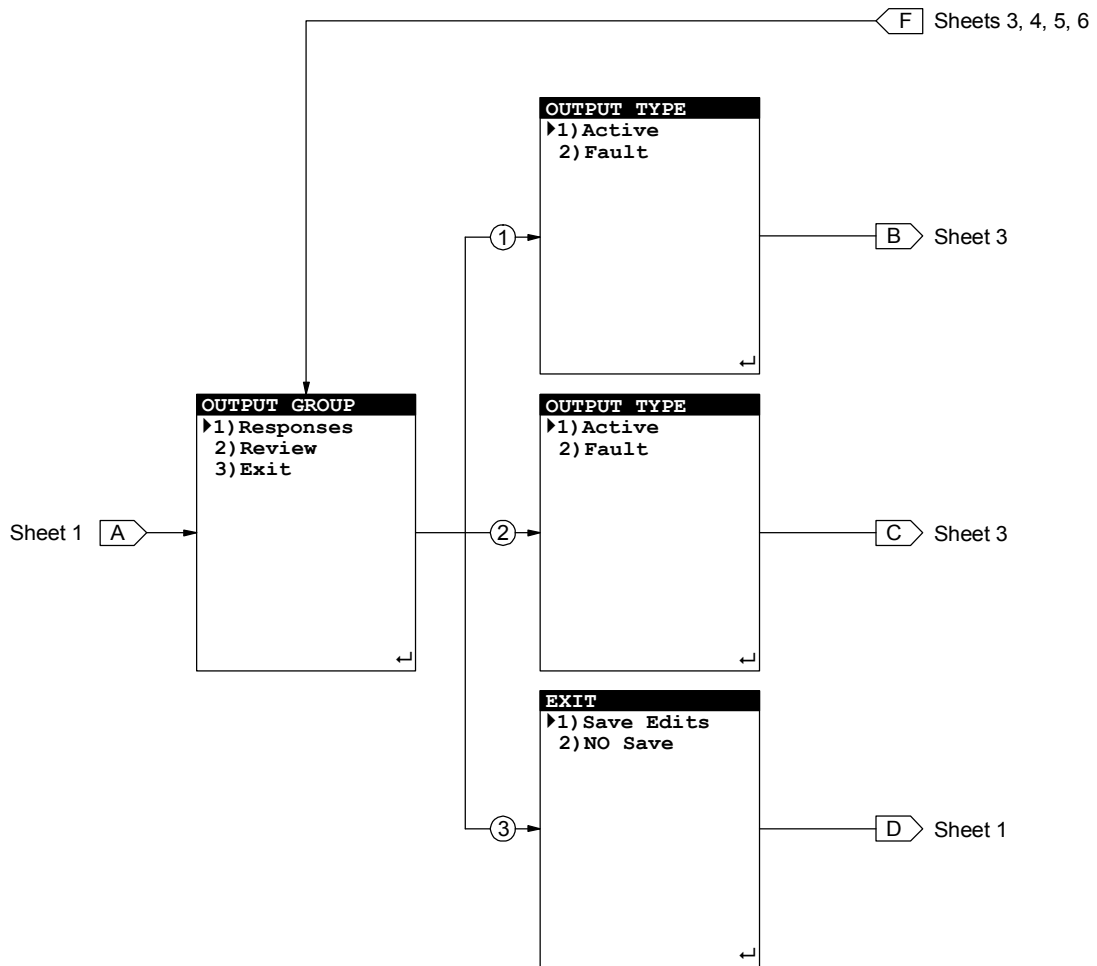 F Sheets 3, 4, 5, 6
OUTPUT TYPE
1)Active
2)Fault
1
B Sheet 3
OUTPUT GROUP
1)Responses
2)Review
3)Exit
Sheet 1 A
OUTPUT TYPE
1)Active
2)Fault
2
C Sheet 3
EXIT
1)Save Edits
2)NO Save
3
D Sheet 1